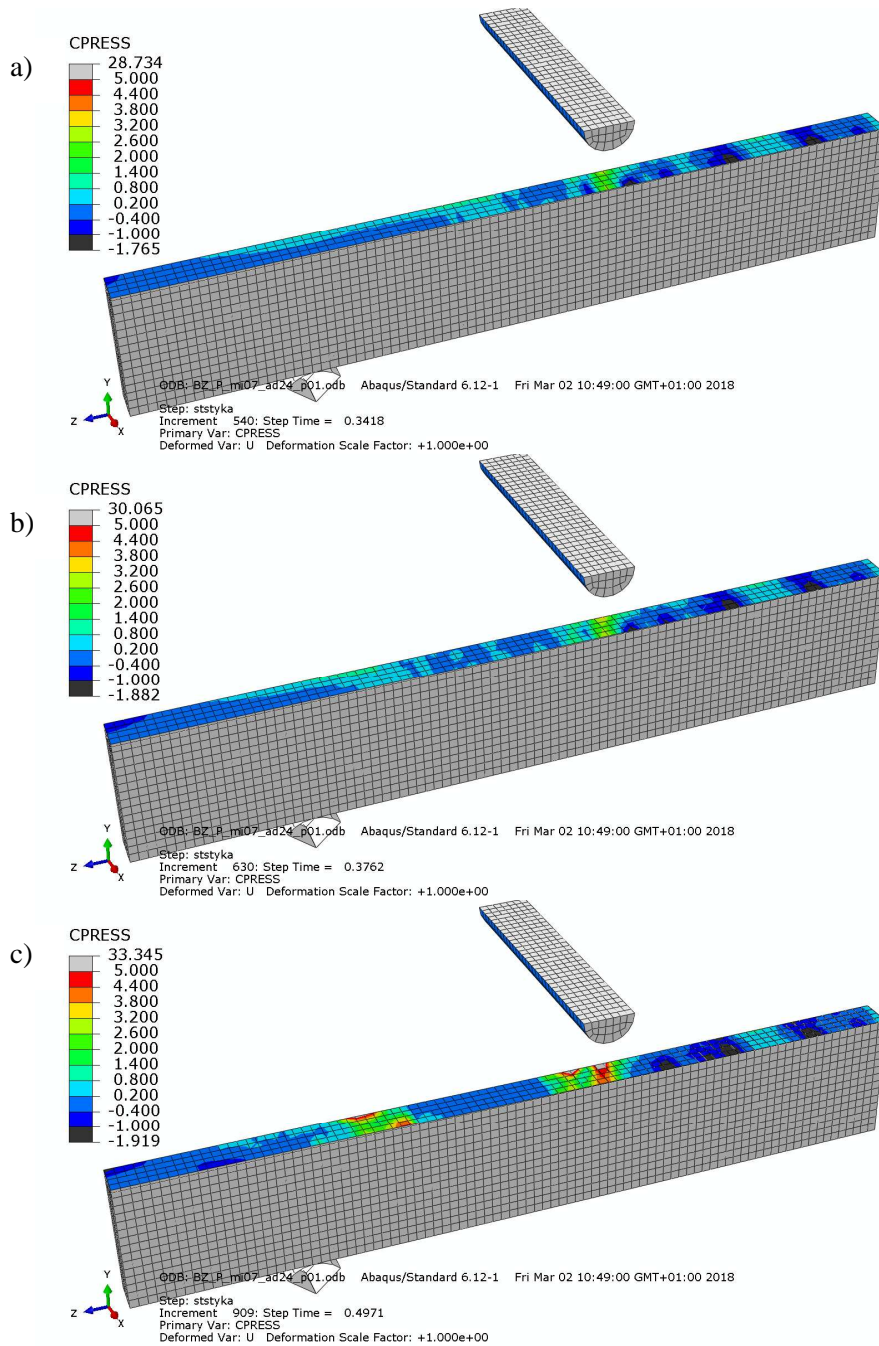 a)
CPRESS
28.734
5.000
4.400
3.800
3.200
2.600
2.000
1.400
0.800
0.200
-0.400
-1.000
-1.765
Y
Z
X
ODB: BZ_P_mi07_ad24_p01.odb Abaqus/Standard 6.12-1 Fri Mar 02 10:49:00 GMT+01:00 2018
Step: ststyka
Increment 540: Step Time = 0.3418
Primary Var: CPRESS
Deformed Var: U Deformation Scale Factor: +1.000e+00
b)
CPRESS
30.065
5.000
4.400
3.800
3.200
2.600
2.000
1.400
0.800
0.200
-0.400
-1.000
-1.882
Y
Z
X
ODB: BZ_P_mi07_ad24_p01.odb Abaqus/Standard 6.12-1 Fri Mar 02 10:49:00 GMT+01:00 2018
Step: ststyka
Increment 630: Step Time = 0.3762
Primary Var: CPRESS
Deformed Var: U Deformation Scale Factor: +1.000e+00
c)
CPRESS
33.345
5.000
4.400
3.800
3.200
2.600
2.000
1.400
0.800
0.200
-0.400
-1.000
-1.919
Y
Z
X
ODB: BZ_P_mi07_ad24_p01.odb Abaqus/Standard 6.12-1 Fri Mar 02 10:49:00 GMT+01:00 2018
Step: ststyka
Increment 909: Step Time = 0.4971
Primary Var: CPRESS
Deformed Var: U Deformation Scale Factor: +1.000e+00